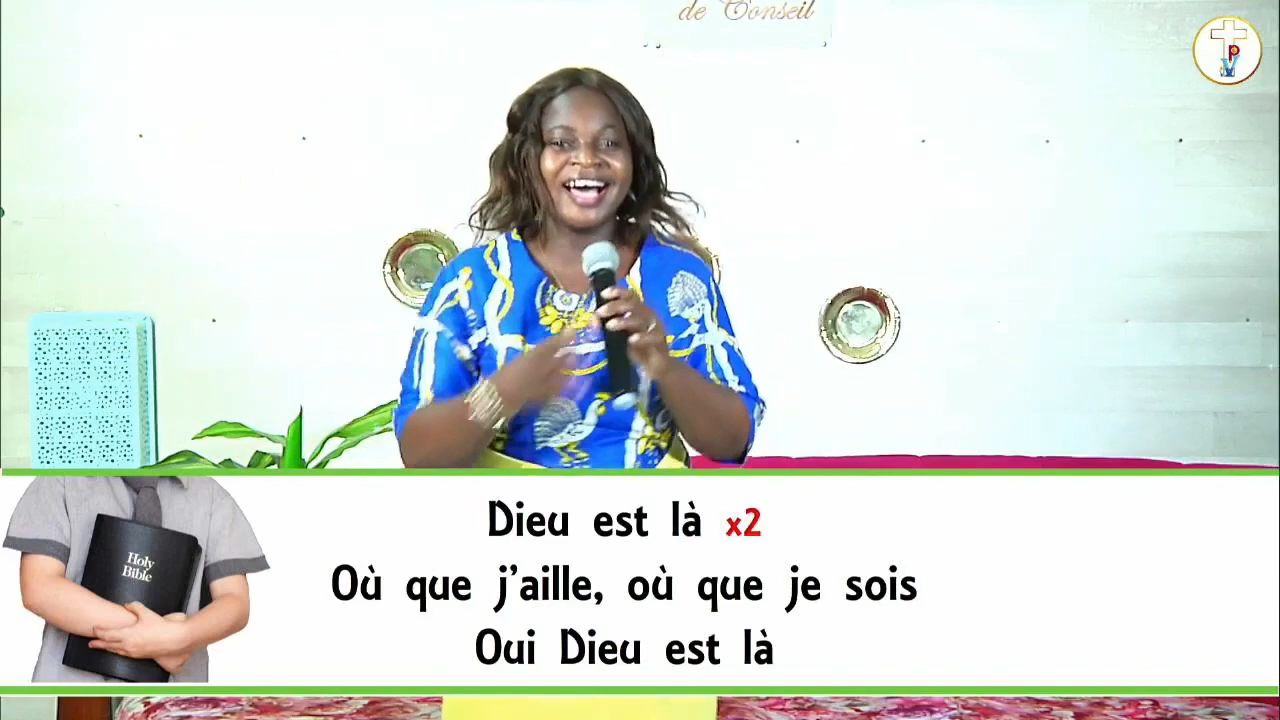 de Conseil
Holy
Bible
Dieu est là x2
Où que j'aille, où que je sois
Oui Dieu est là